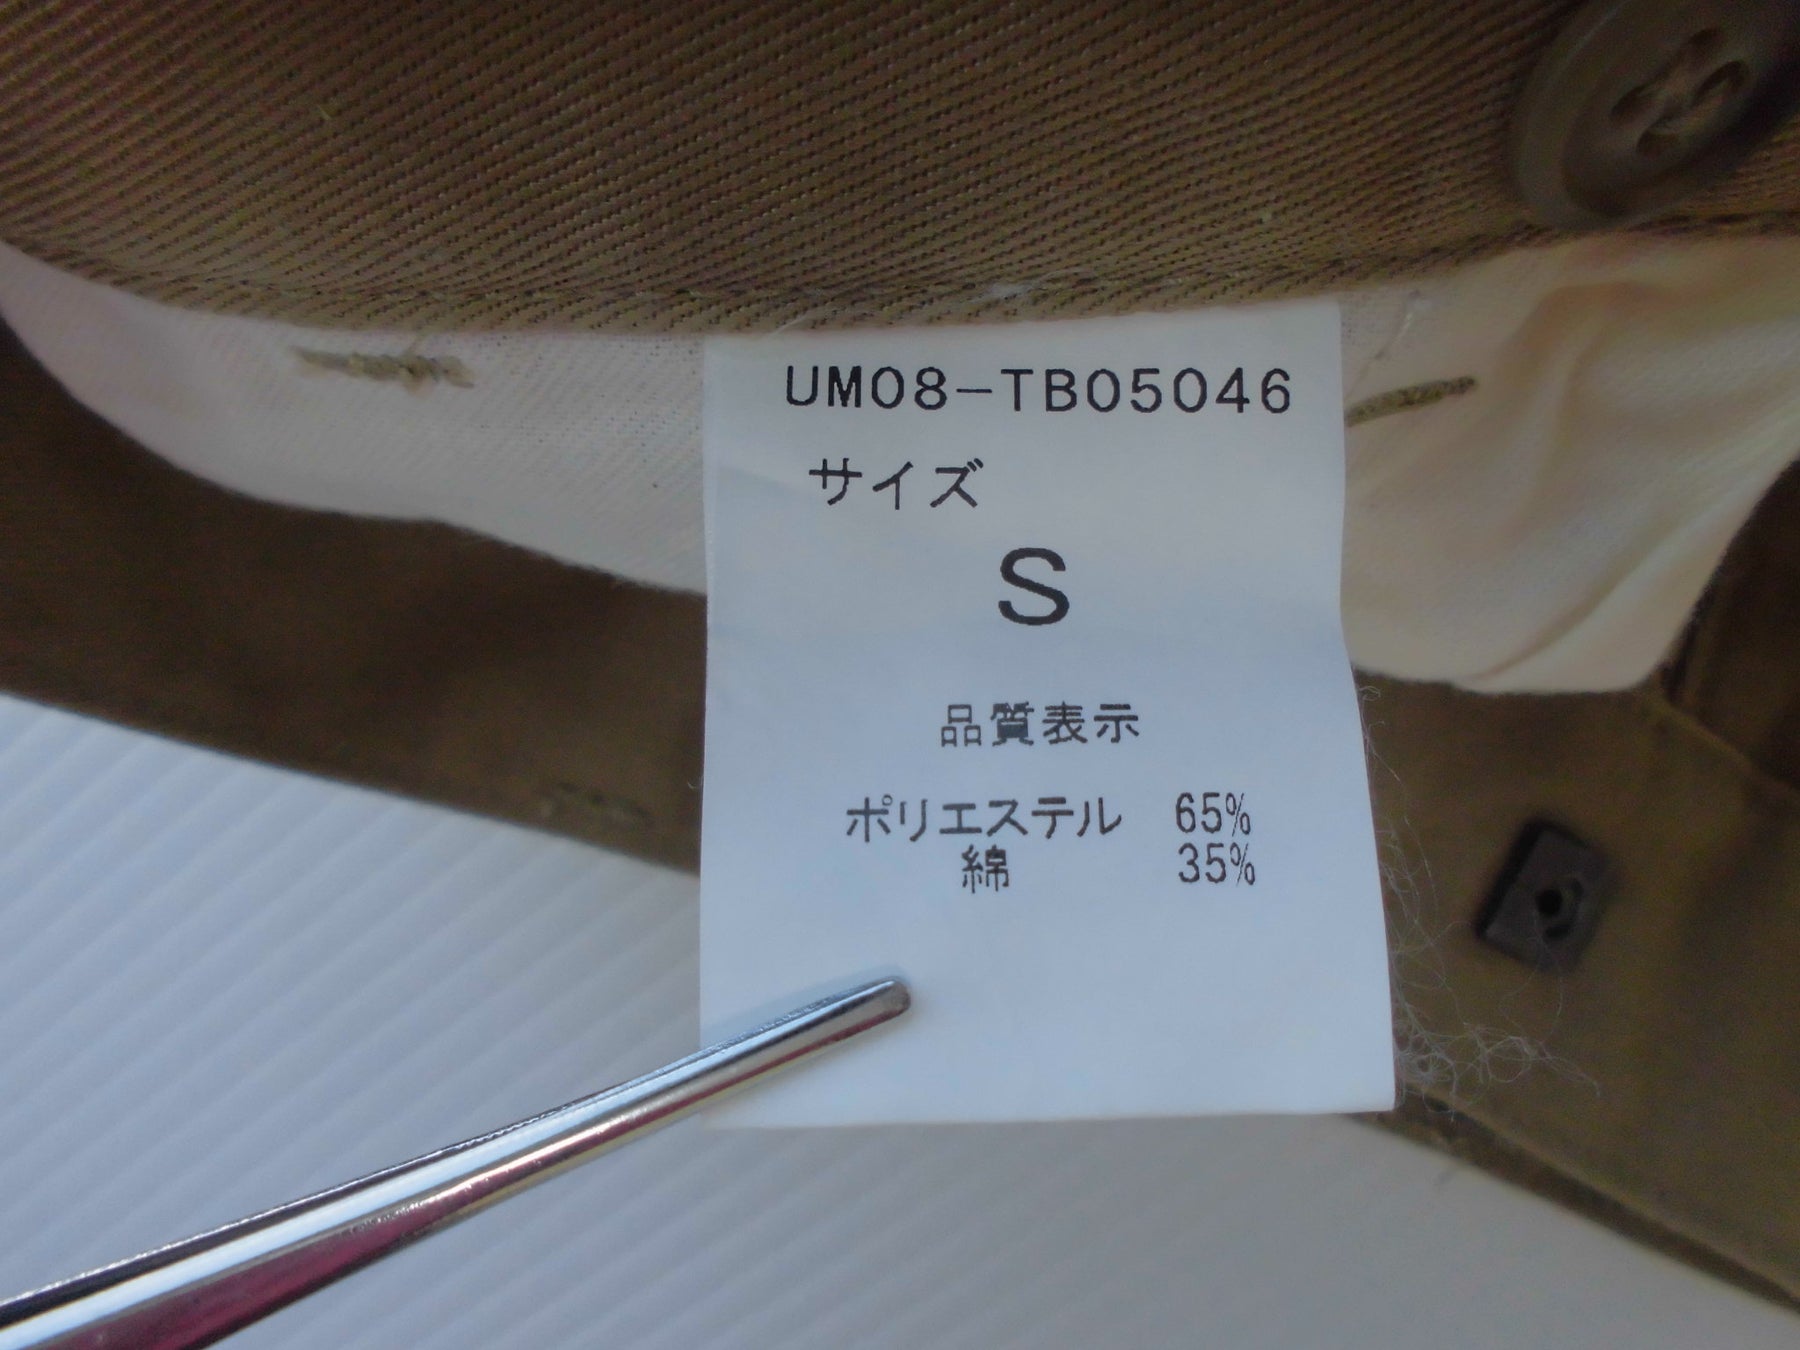 UM08-TB05046
サイズ
S
品質表示
ポリエステル 65%
綿 35%